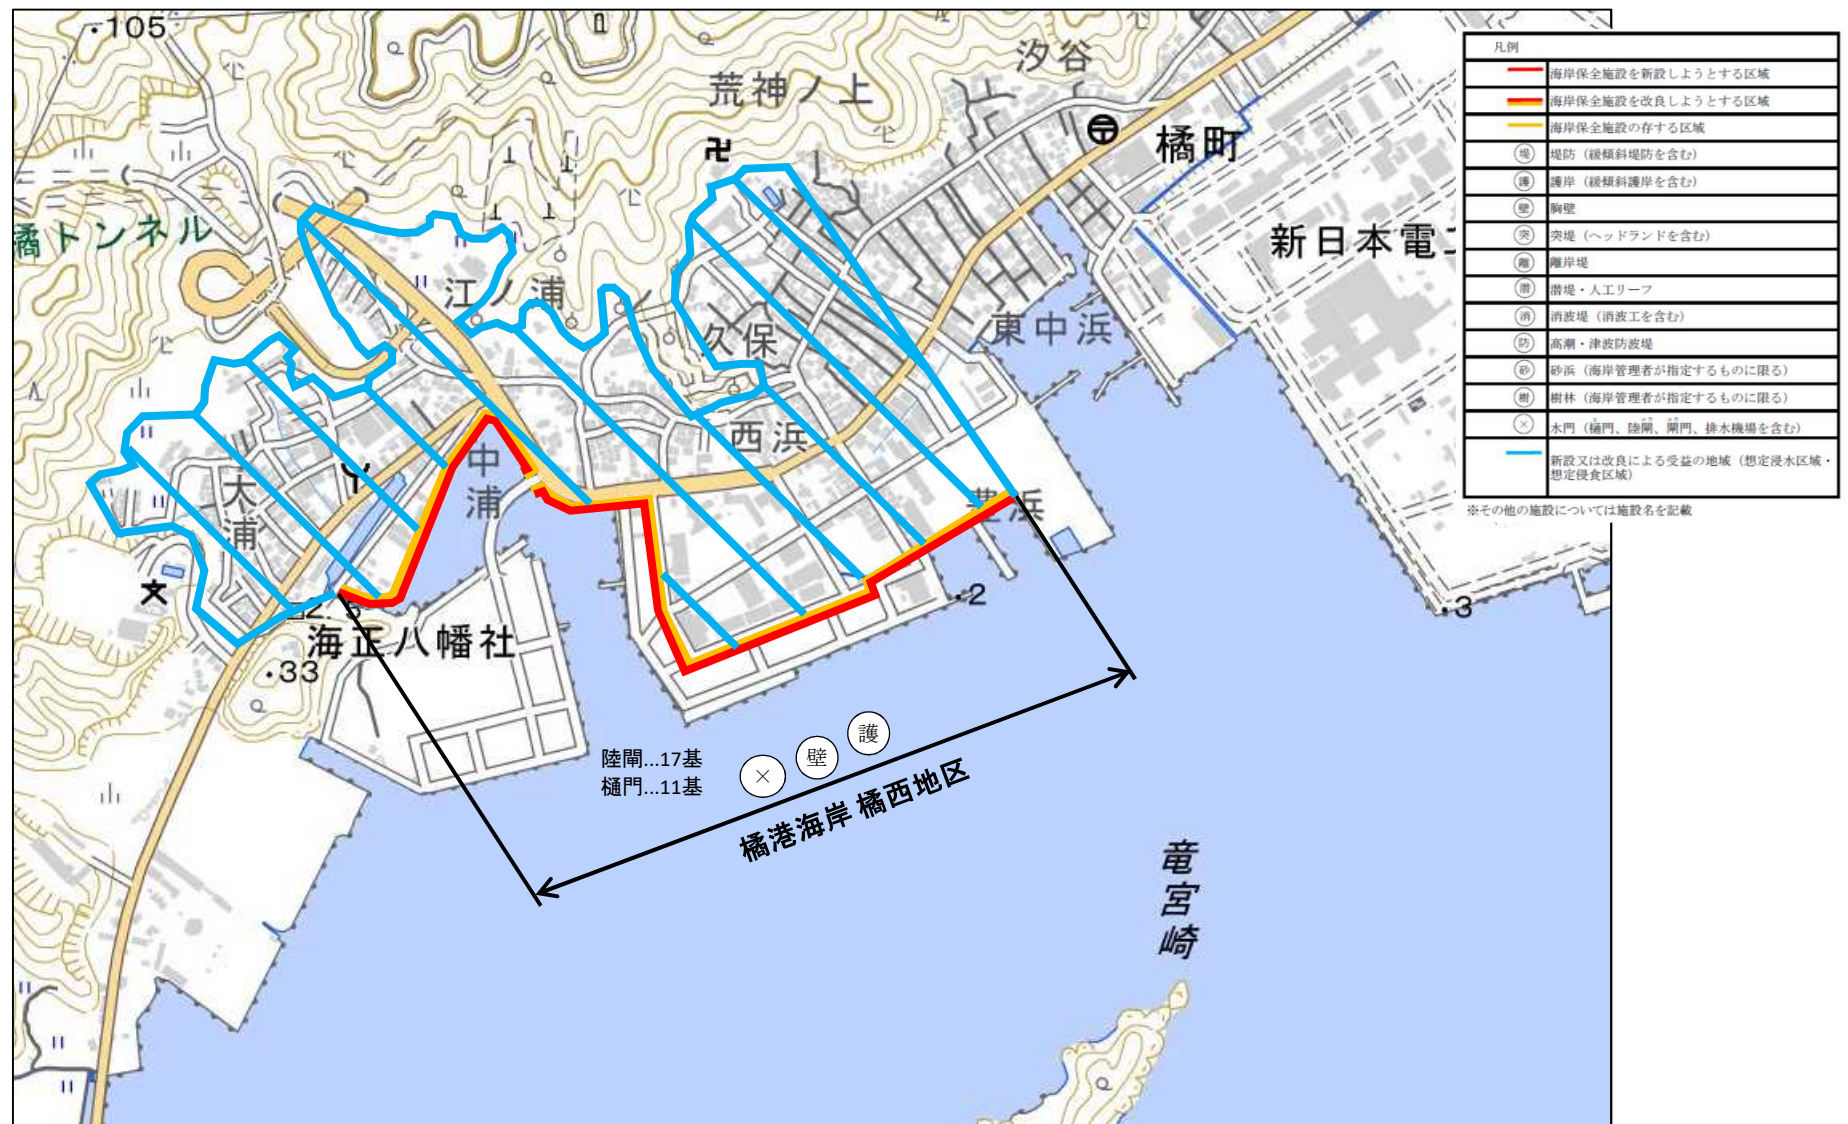 105
汐谷
荒神ノ上
橘町
橘トンネル
新日本電工
江ノ浦
久保
東中浜
西浜
中浦
大浦
豊浜
2
2.5
海正八幡社
33
3
陸閘…17基
樋門…11基
×
壁
護
橘港海岸 橘西地区
竜宮崎
凡例
海岸保全施設を新設しようとする区域
海岸保全施設を改良しようとする区域
海岸保全施設の存する区域
堤 堤防（緩傾斜堤防を含む）
護 護岸（緩傾斜護岸を含む）
壁 胸壁
突 突堤（ヘッドランドを含む）
離 離岸堤
潜 潜堤・人工リーフ
消 消波堤（消波工を含む）
防 高潮・津波防波堤
砂 砂浜（海岸管理者が指定するものに限る）
樹 樹林（海岸管理者が指定するものに限る）
× 水門（樋門、陸閘、閘門、排水機場を含む）
新設又は改良による受益の地域（想定浸水区域・
想定侵食区域）
※その他の施設については施設名を記載